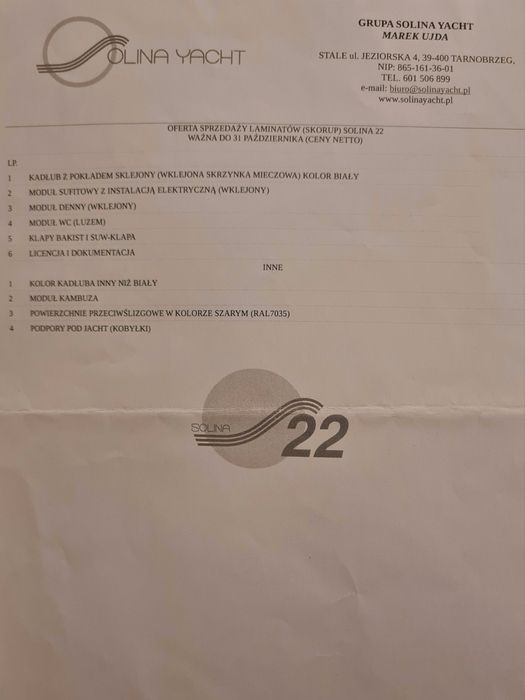 SOLINA YACHT
GRUPA SOLINA YACHT
MAREK UJDA
STALE ul. JEZIORSKA 4, 39-400 TARNOBRZEG,
NIP: 865-161-36-01
TEL. 601 506 899
e-mail: biuro@solinayacht.pl
www.solinayacht.pl
OFERTA SPRZEDAŻY LAMINATÓW (SKORUP) SOLINA 22
WAŻNA DO 31 PAŹDZIERNIKA (CENY NETTO)
LP.
1 KADŁUB Z POKŁADEM SKLEJONY (WKLEJONA SKRZYNKA MIECZOWA) KOLOR BIAŁY
2 MODUŁ SUFITOWY Z INSTALACJĄ ELEKTRYCZNĄ (WKLEJONY)
3 MODUŁ DENNY (WKLEJONY)
4 MODUŁ WC (LUZEM)
5 KLAPY BAKIST I SUW-KLAPA
6 LICENCJA I DOKUMENTACJA
INNE
1 KOLOR KADŁUBA INNY NIŻ BIAŁY
2 MODUŁ KAMBUZA
3 POWIERZCHNIE PRZECIWŚLIZGOWE W KOLORZE SZARYM (RAL7035)
4 PODPORY POD JACHT (KOBYŁKI)
SOLINA 22